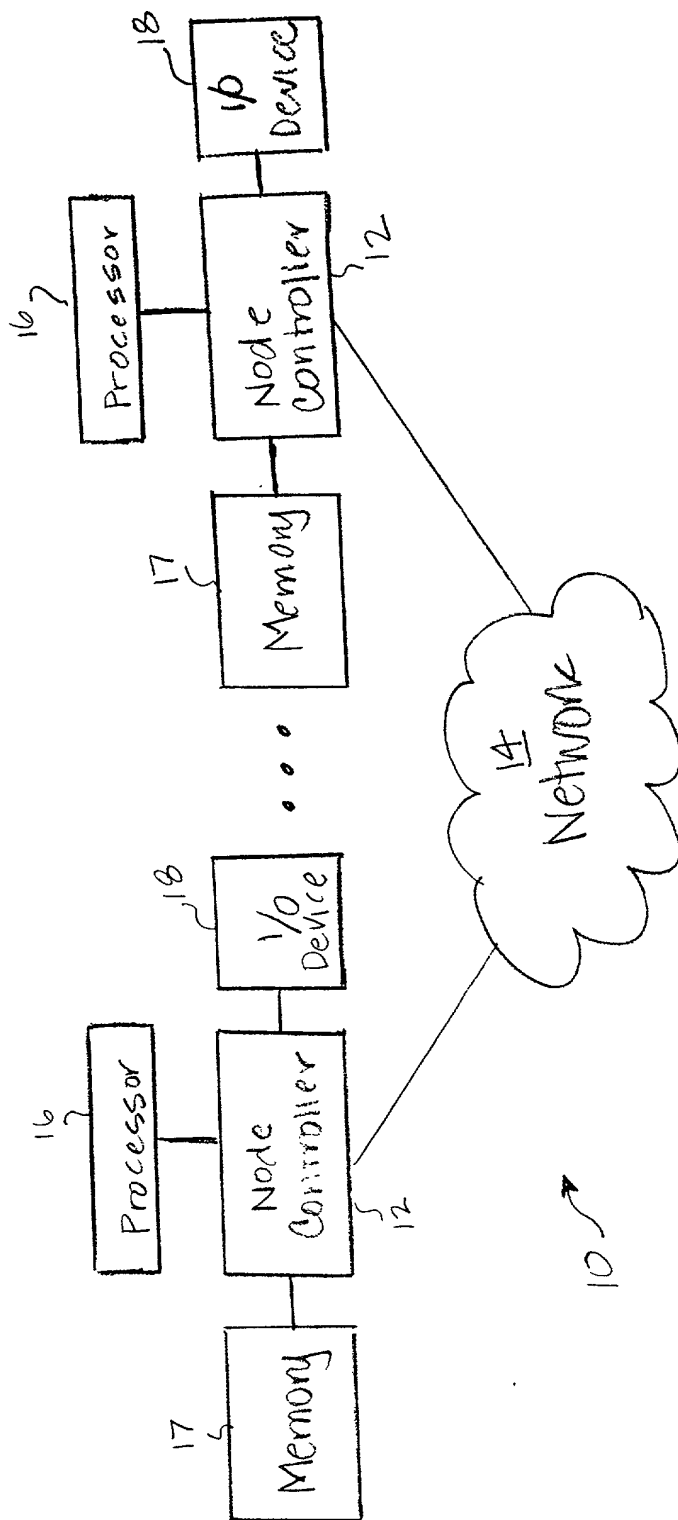 16
Processor
17
Memory
Node
Controller
12
18
I/O
Device
16
Processor
17
Memory
Node
Controller
12
18
I/O
Device
14
Network
10